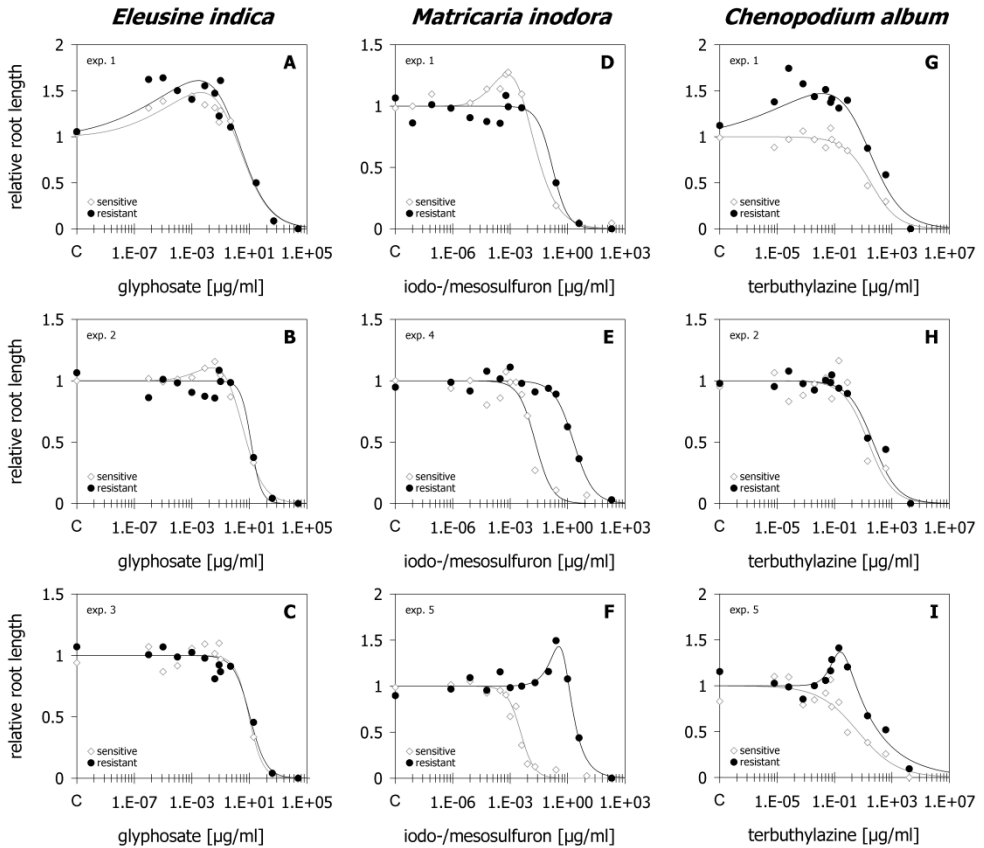 Eleusine indica
Matricaria inodora
Chenopodium album
relative root length
2
1.5
1
0.5
0
exp. 1
A
sensitive
resistant
C
1.E-07
1.E-03
1.E+01
1.E+05
glyphosate [µg/ml]
1.5
1
0.5
0
exp. 1
D
sensitive
resistant
C
1.E-06
1.E-03
1.E+00
1.E+03
iodo-/mesosulfuron [µg/ml]
2
1.5
1
0.5
0
exp. 1
G
sensitive
resistant
C
1.E-05
1.E-01
1.E+03
1.E+07
terbuthylazine [µg/ml]
relative root length
1.5
1
0.5
0
exp. 2
B
sensitive
resistant
C
1.E-07
1.E-03
1.E+01
1.E+05
glyphosate [µg/ml]
1.5
1
0.5
0
exp. 4
E
sensitive
resistant
C
1.E-06
1.E-03
1.E+00
1.E+03
iodo-/mesosulfuron [µg/ml]
1.5
1
0.5
0
exp. 2
H
sensitive
resistant
C
1.E-05
1.E-01
1.E+03
1.E+07
terbuthylazine [µg/ml]
relative root length
1.5
1
0.5
0
exp. 3
C
sensitive
resistant
C
1.E-07
1.E-03
1.E+01
1.E+05
glyphosate [µg/ml]
2
1.5
1
0.5
0
exp. 5
F
sensitive
resistant
C
1.E-06
1.E-03
1.E+00
1.E+03
iodo-/mesosulfuron [µg/ml]
2
1.5
1
0.5
0
exp. 5
I
sensitive
resistant
C
1.E-05
1.E-01
1.E+03
1.E+07
terbuthylazine [µg/ml]